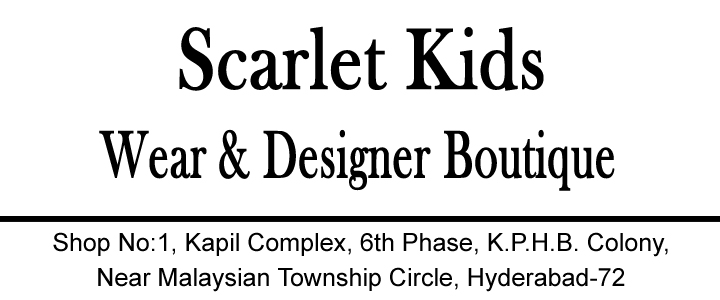 Scarlet Kids
Wear & Designer Boutique
Shop No:1, Kapil Complex, 6th Phase, K.P.H.B. Colony,
Near Malaysian Township Circle, Hyderabad-72